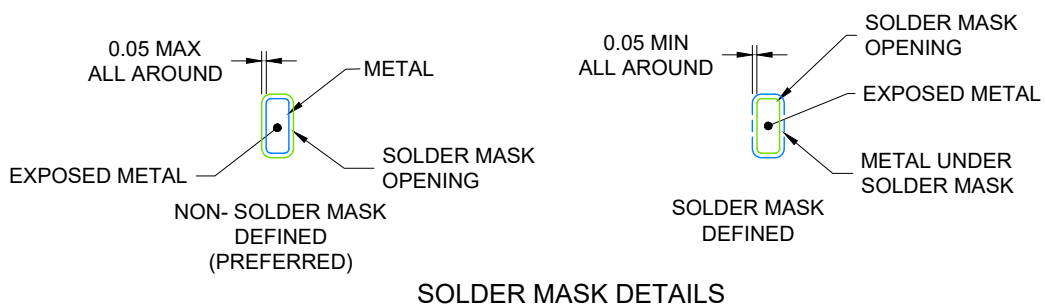 0.05 MAX
ALL AROUND
METAL
EXPOSED METAL
SOLDER MASK
OPENING
NON- SOLDER MASK
DEFINED
(PREFERRED)
0.05 MIN
ALL AROUND
SOLDER MASK
OPENING
EXPOSED METAL
METAL UNDER
SOLDER MASK
SOLDER MASK
DEFINED
SOLDER MASK DETAILS